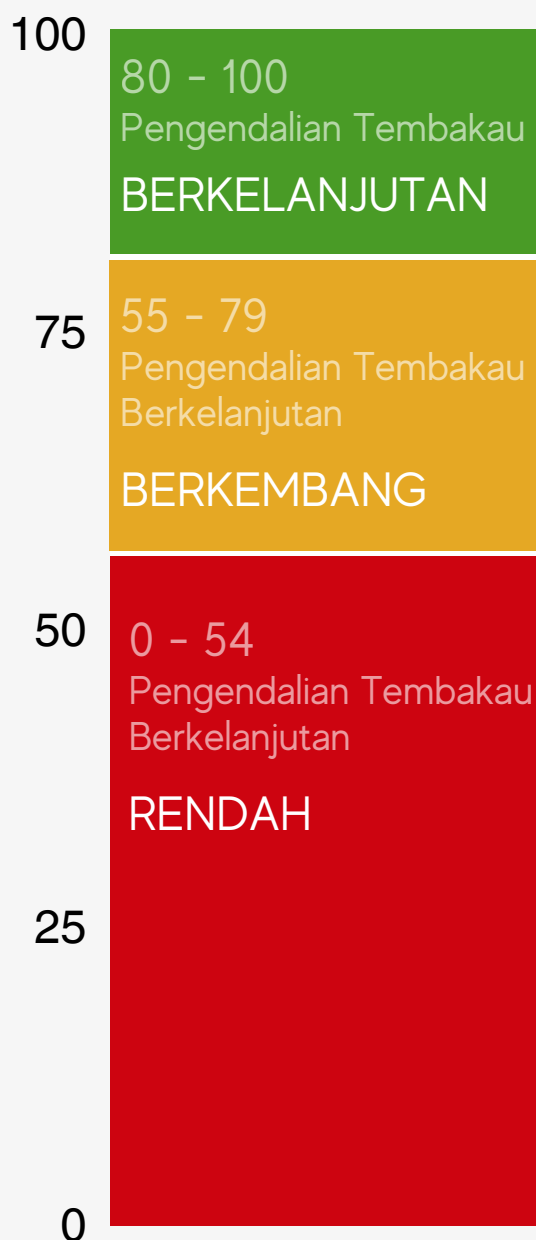 100
80 - 100
Pengendalian Tembakau
BERKELANJUTAN
75
55 - 79
Pengendalian Tembakau
Berkelanjutan
BERKEMBANG
50
0 - 54
Pengendalian Tembakau
Berkelanjutan
RENDAH
25
0